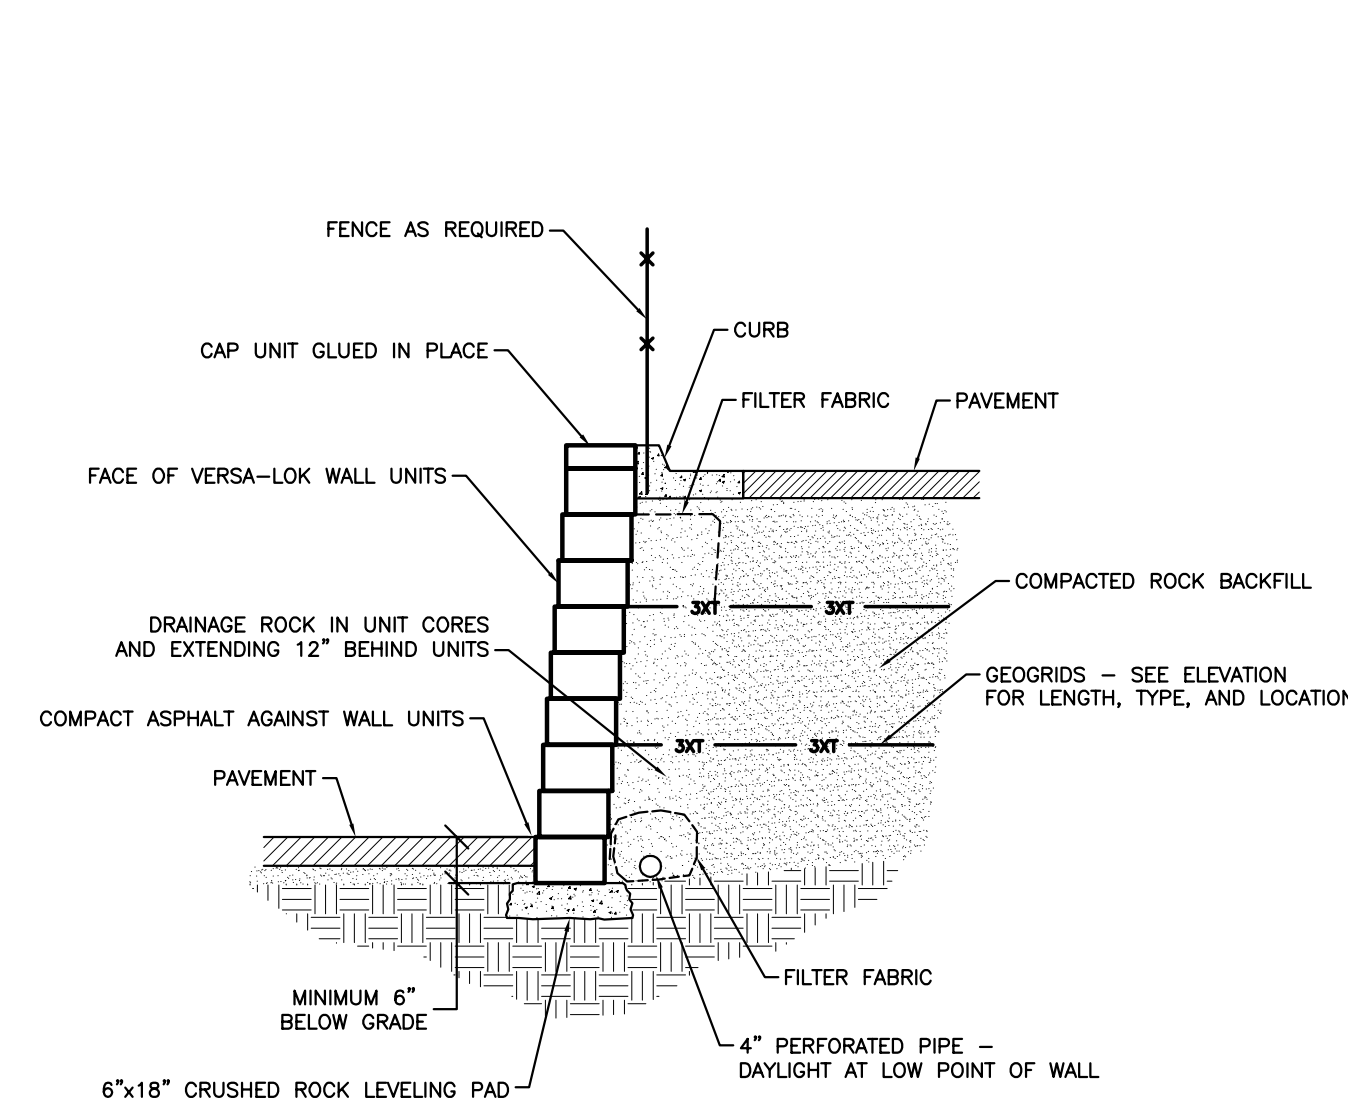 FENCE AS REQUIRED
CURB
CAP UNIT GLUED IN PLACE
FILTER FABRIC
PAVEMENT
FACE OF VERSA-LOK WALL UNITS
COMPACTED ROCK BACKFILL
3XT
3XT
DRAINAGE ROCK IN UNIT CORES
AND EXTENDING 12" BEHIND UNITS
GEOGRIDS - SEE ELEVATION
FOR LENGTH, TYPE, AND LOCATION
COMPACT ASPHALT AGAINST WALL UNITS
3XT
3XT
PAVEMENT
FILTER FABRIC
MINIMUM 6"
BELOW GRADE
4" PERFORATED PIPE -
DAYLIGHT AT LOW POINT OF WALL
6"x18" CRUSHED ROCK LEVELING PAD